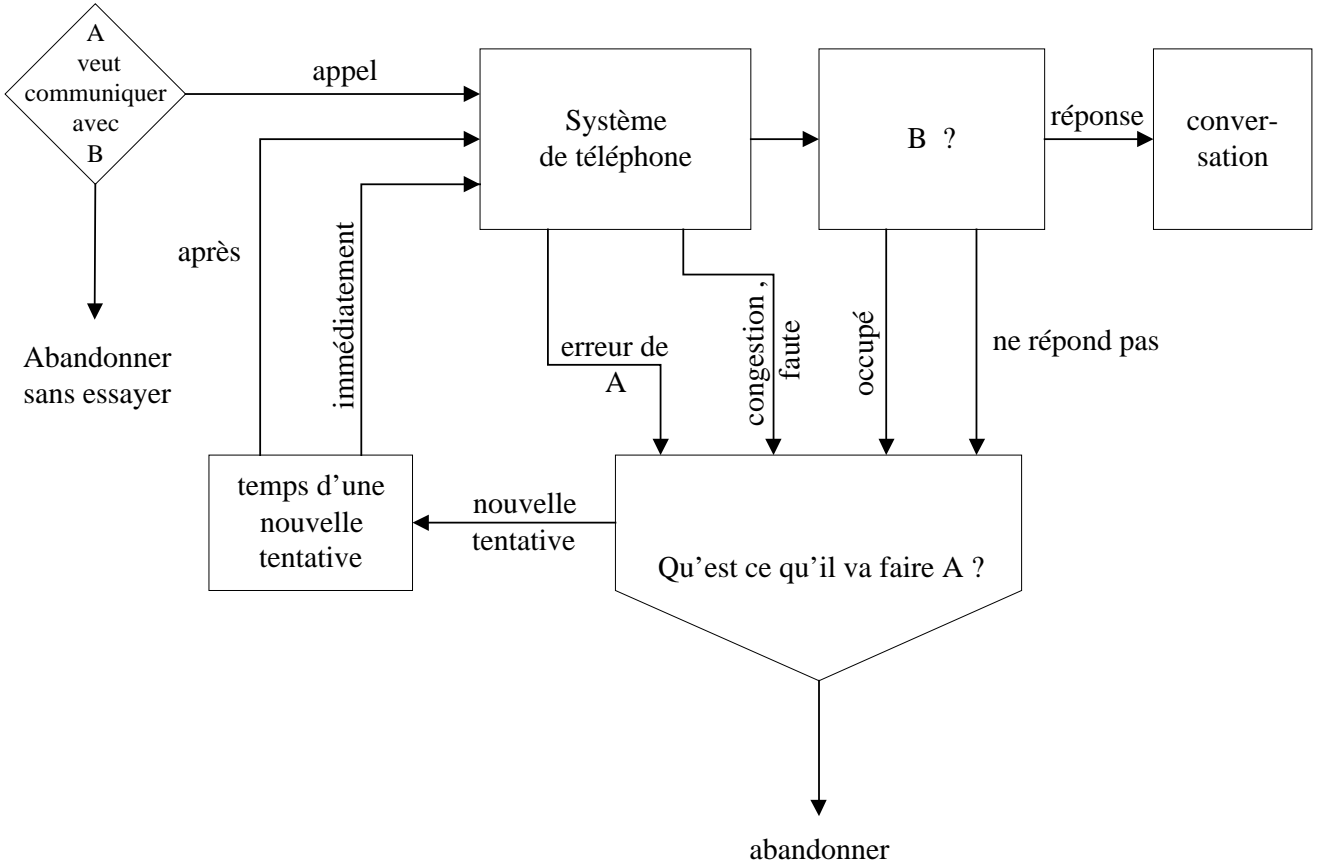 A
veut
communiquer
avec
B
appel
Système
de téléphone
B ?
réponse
conver-
sation
après
immédiatement
erreur de
A
congestion ,
faute
occupé
ne répond pas
Abandonner
sans essayer
temps d’une
nouvelle
tentative
nouvelle
tentative
Qu’est ce qu’il va faire A ?
abandonner